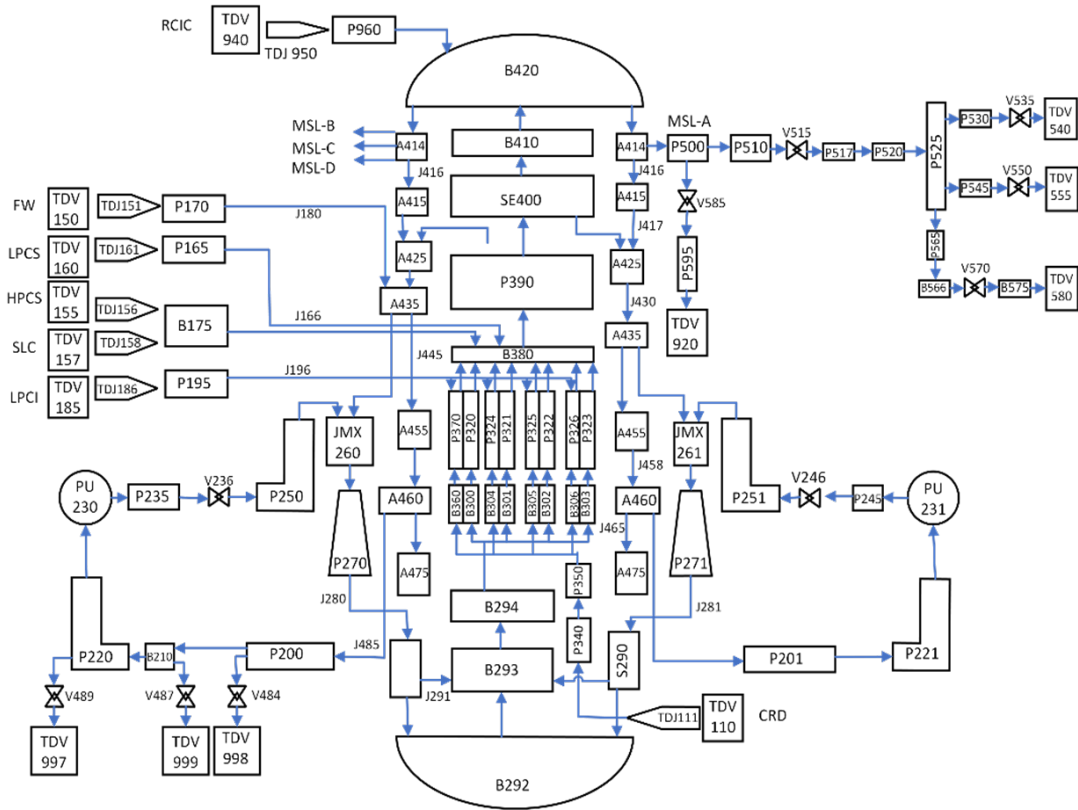 RCIC
TDV
940
TDJ 950
P960
B420
MSL-B
MSL-C
MSL-D
A414
B410
A414
MSL-A
P500
P510
V515
P517
P520
P525
P530
V535
TDV
540
J416
J416
P545
V550
TDV
555
P565
B566
V570
B575
TDV
580
FW
TDV
150
TDJ151
P170
J180
A415
SE400
A415
V585
J417
LPCS
TDV
160
TDJ161
P165
A425
A425
P595
HPCS
TDV
155
TDJ156
B175
P390
J430
A435
A435
TDV
920
J166
SLC
TDV
157
TDJ158
J445
B380
LPCI
TDV
185
TDJ186
P195
J196
P370
P320
P324
P321
P325
P322
P326
P323
JMX
260
A455
A455
JMX
261
J458
PU
230
P235
V236
P250
A460
B360
B300
B304
B301
B305
B302
B306
B303
A460
P251
V246
P245
PU
231
J465
P270
A475
P350
A475
P271
J280
B294
J281
P340
J485
P220
B210
P200
B293
S290
P201
P221
J291
V489
V487
V484
TDV
997
TDV
999
TDV
998
TDJ111
TDV
110
CRD
B292